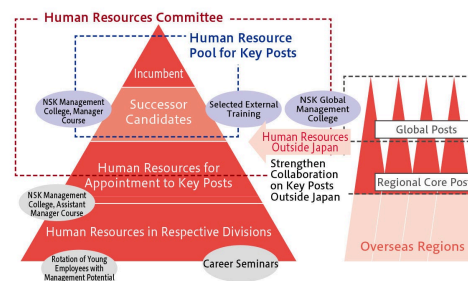 Human Resources Committee
Human Resource
Pool for Key Posts
Incumbent
NSK Management
College, Manager
Course
Successor
Candidates
Selected External
Training
NSK Global
Management
College
Human Resources
Outside Japan
Global Posts
Strengthen
Collaboration
on Key Posts
Outside Japan
Human Resources for
Appointment to Key Posts
Regional Core Post
NSK Management
College, Assistant
Manager Course
Human Resources in Respective Divisions
Overseas Regions
Rotation of Young
Employees with
Management Potential
Career Seminars